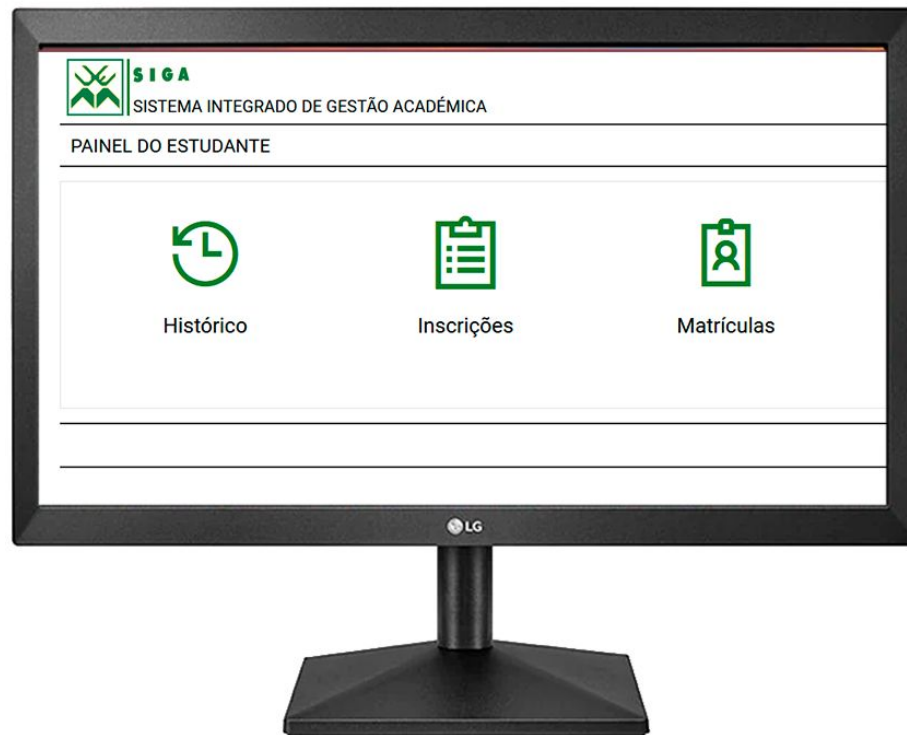 SIGA
SISTEMA INTEGRADO DE GESTÃO ACADÉMICA
PAINEL DO ESTUDANTE
Histórico
Inscrições
Matrículas
LG